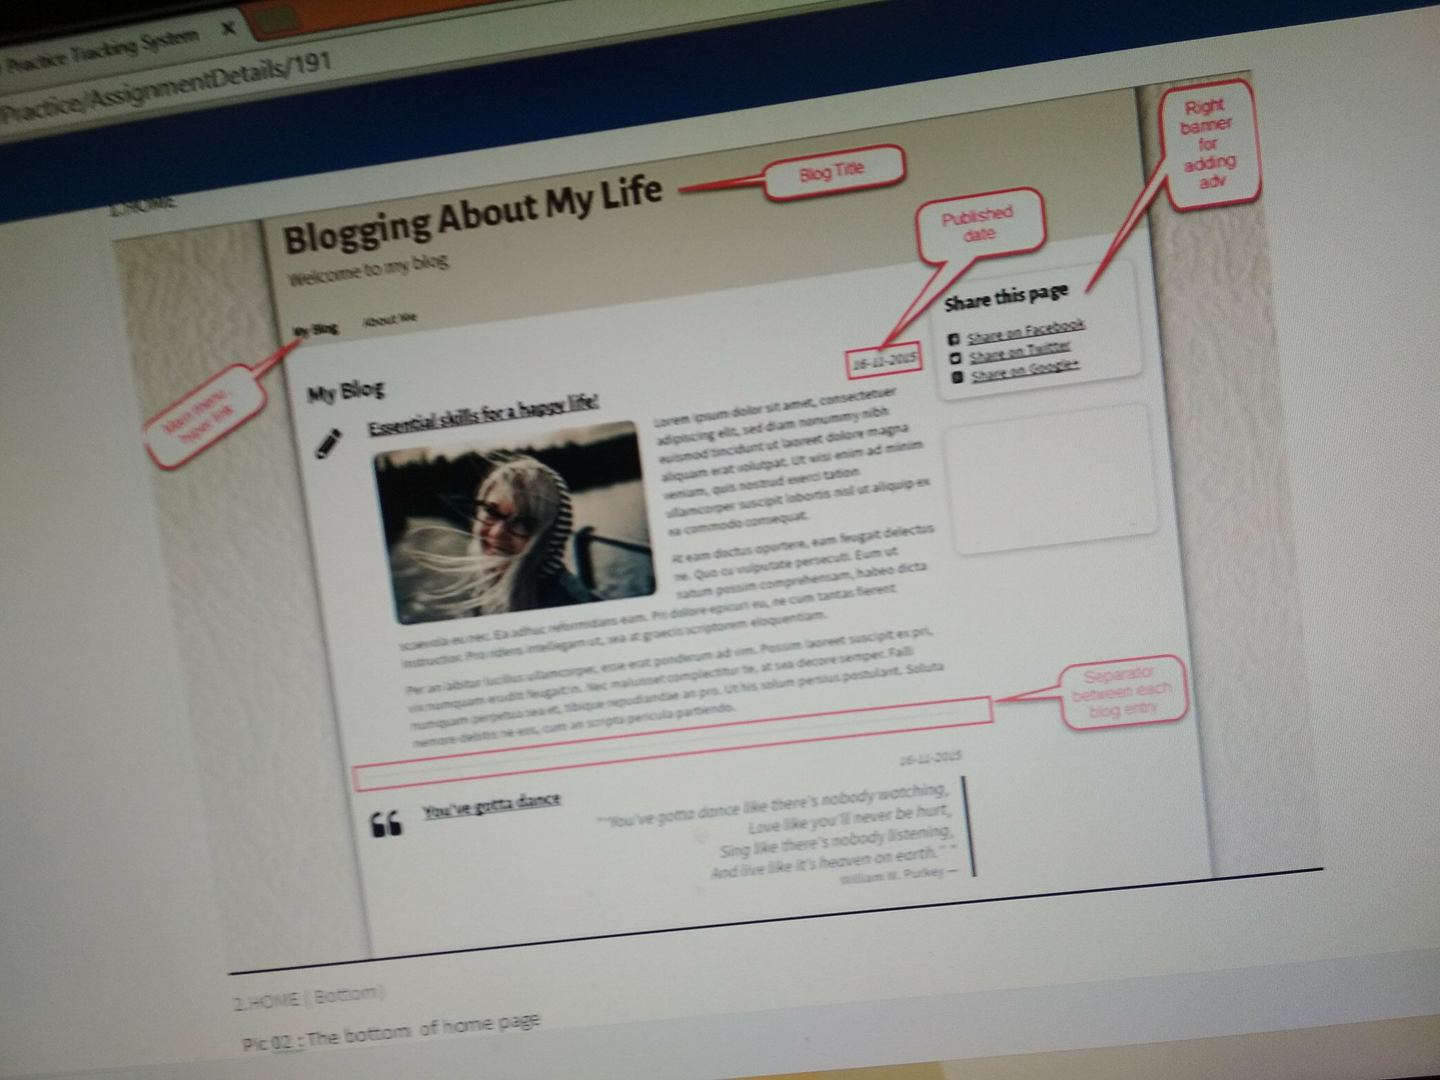 Practice Tracking System
Practice/AssignmentDetails/191
1.HOME
Blogging About My Life
Welcome to my blog
My Blog
About Me
Blog Title
Published
date
Right
banner
for
adding
adv
Main menu,
hyper link
Share this page
Share on Facebook
Share on Twitter
Share on Google+
My Blog
16-11-2015
Essential skills for a happy life!
Lorem ipsum dolor sit amet, consectetuer
adipiscing elit, sed diam nonummy nibh
euismod tincidunt ut laoreet dolore magna
aliquam erat volutpat. Ut wisi enim ad minim
veniam, quis nostrud exerci tation
ullamcorper suscipit lobortis nisl ut aliquip ex
ea commodo consequat.
At eam doctus oportere, eam feugait delectus
ne. Quo cu vulputate persecuti. Eum ut
natum possim comprehensam, habeo dicta
scaevola eu nec. Ea adhuc reformidans eam. Pri dolore epicuri eu, ne cum tantas fierent
instructior. Pro ridens intellegam ut, sea at graecis scriptorem eloquentiam.
Per an labitur lucilius ullamcorper, esse erat ponderum ad vim. Possim laoreet suscipit ex pri,
vis numquam eruditi feugait in. Nec maluisset complectitur te, at sea decore semper. Falli
numquam perpetua sea et, tibique repudiandae an pro. Ut his solum persius postulant. Soluta
nemore debitis ne eos, cum an scripta pericula partiendo.
Separator
between each
blog entry
16-11-2015
You've gotta dance
""You've gotta dance like there's nobody watching,
Love like you'll never be hurt,
Sing like there's nobody listening,
And live like it's heaven on earth." "
William W. Purkey —
2.HOME ( Bottom)
Pic 02 : The bottom of home page